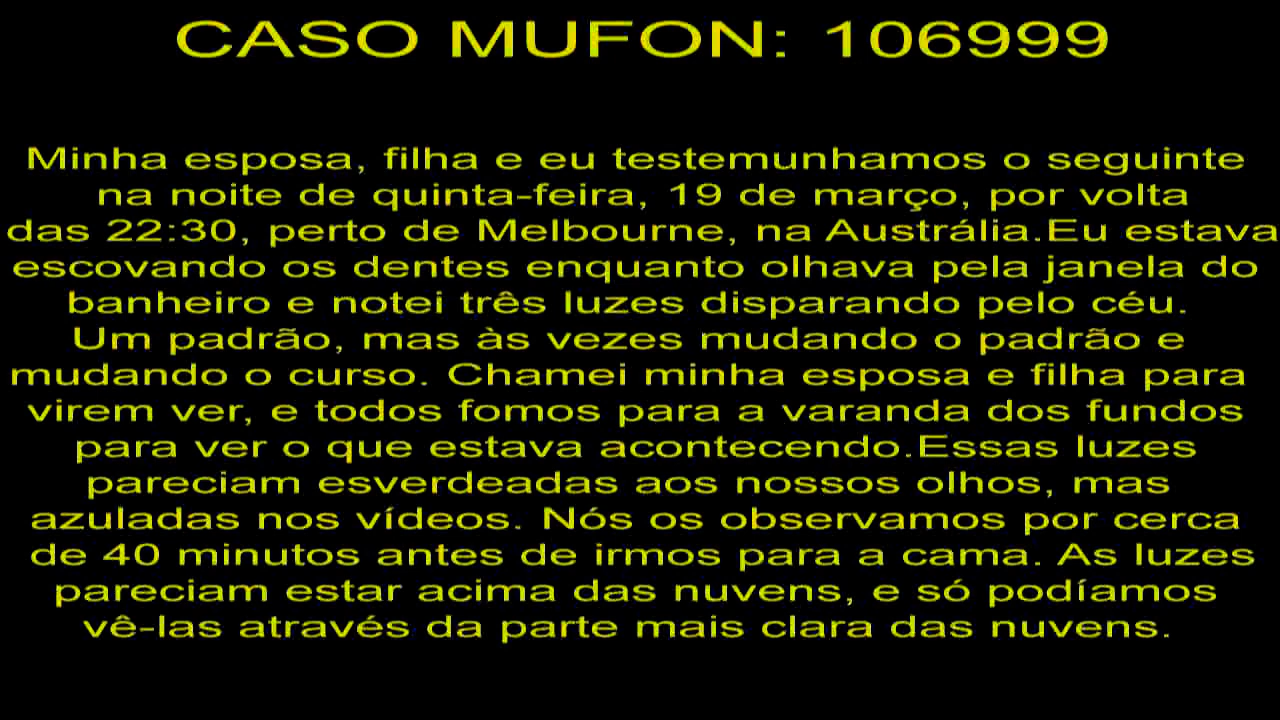 CASO MUFON: 106999
Minha esposa, filha e eu testemunhamos o seguinte
na noite de quinta-feira, 19 de março, por volta
das 22:30, perto de Melbourne, na Austrália.Eu estava
escovando os dentes enquanto olhava pela janela do
banheiro e notei três luzes disparando pelo céu.
Um padrão, mas às vezes mudando o padrão e
mudando o curso. Chamei minha esposa e filha para
virem ver, e todos fomos para a varanda dos fundos
para ver o que estava acontecendo.Essas luzes
pareciam esverdeadas aos nossos olhos, mas
azuladas nos vídeos. Nós os observamos por cerca
de 40 minutos antes de irmos para a cama. As luzes
pareciam estar acima das nuvens, e só podíamos
vê-las através da parte mais clara das nuvens.